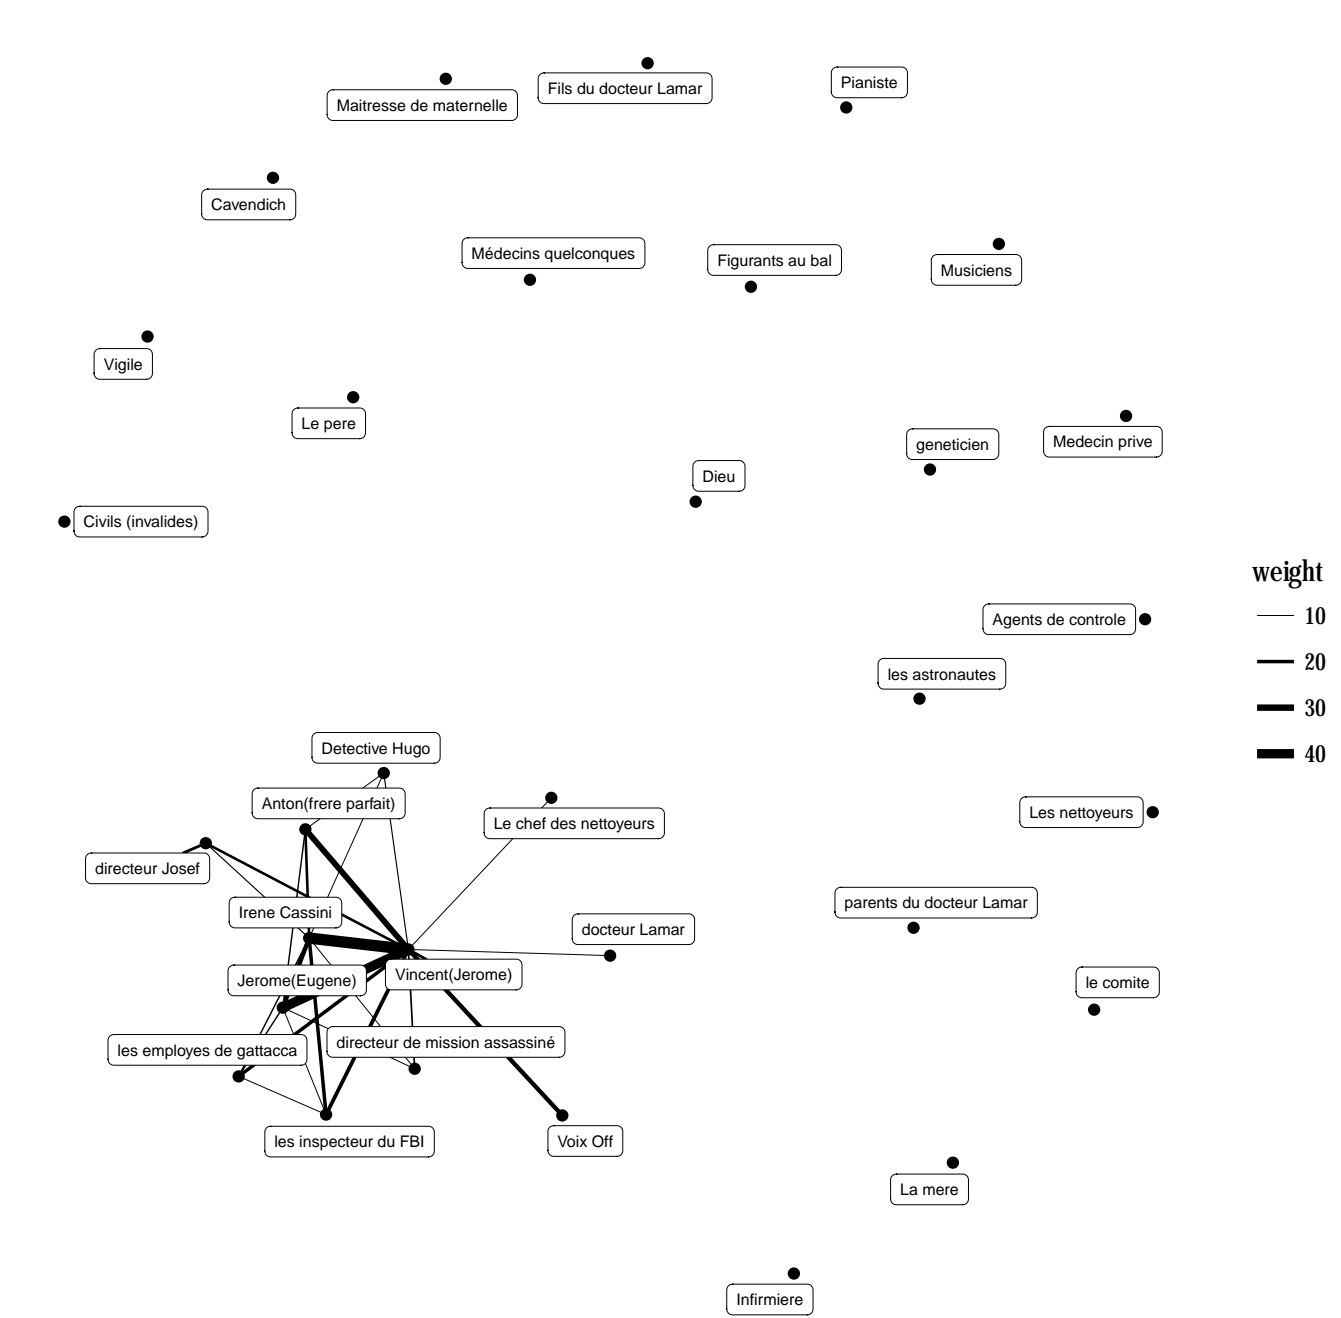 Fils du docteur Lamar
Pianiste
Maitresse de maternelle
Cavendich
Médecins quelconques
Figurants au bal
Musiciens
Vigile
Le pere
geneticien
Medecin prive
Dieu
Civils (invalides)
weight
10
20
30
40
Agents de controle
les astronautes
Detective Hugo
Anton(frere parfait)
Le chef des nettoyeurs
Les nettoyeurs
directeur Josef
parents du docteur Lamar
Irene Cassini
docteur Lamar
Jerome(Eugene)
Vincent(Jerome)
le comite
les employes de gattacca
directeur de mission assassiné
les inspecteur du FBI
Voix Off
La mere
Infirmiere